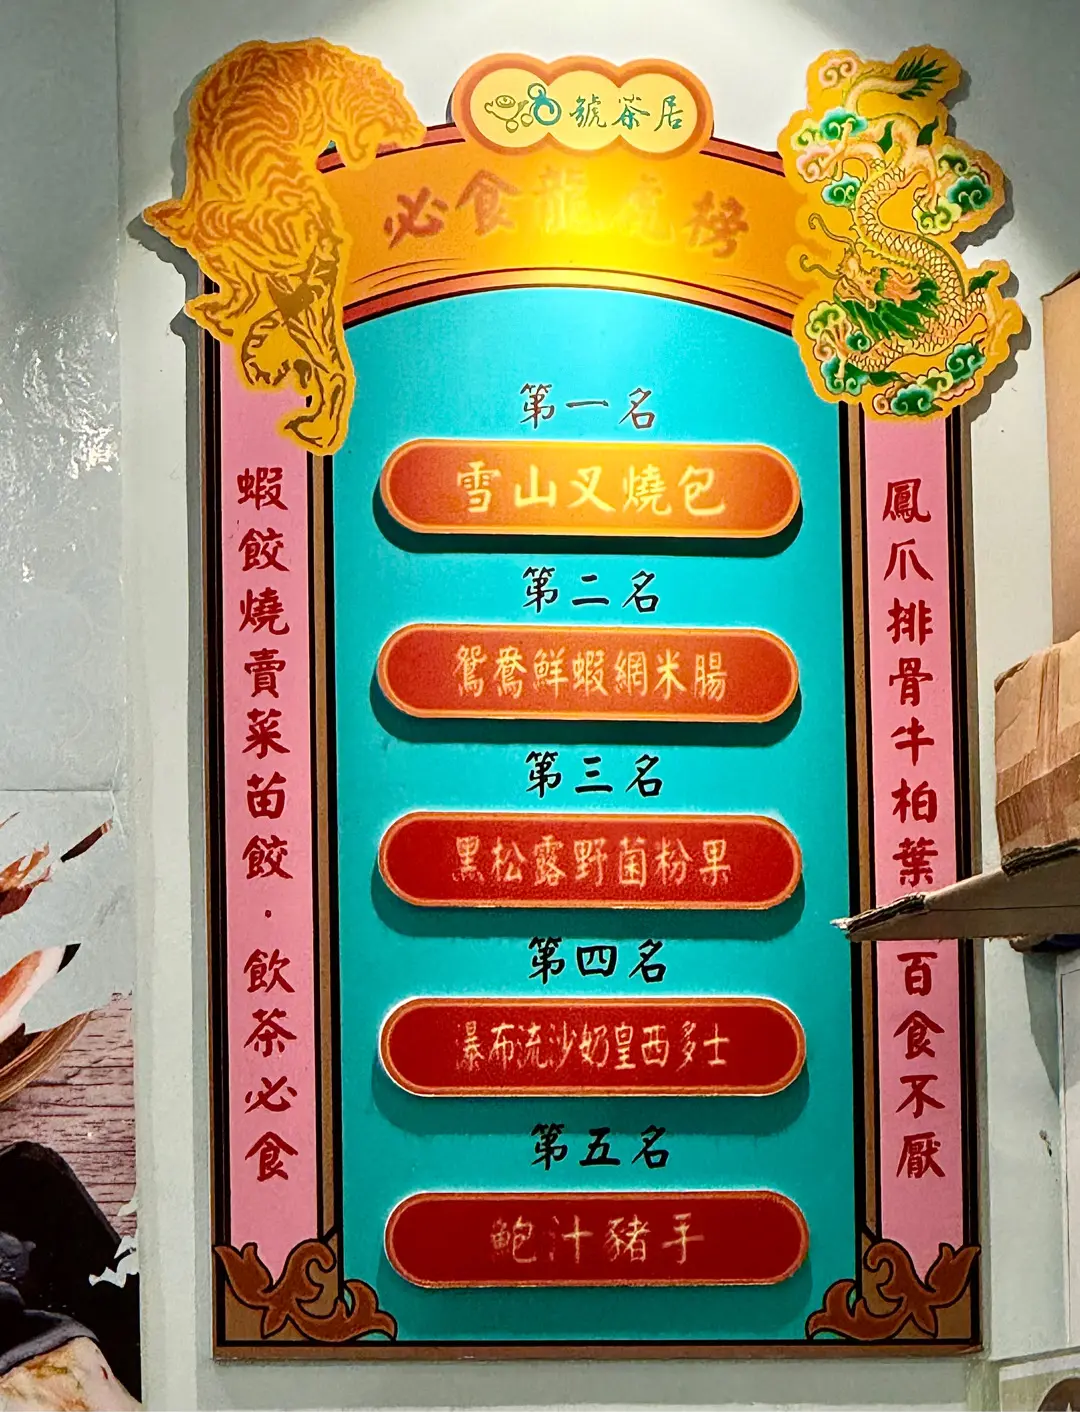 號茶居
必食龍虎榜
第一名
雪山叉燒包
第二名
鴛鴦鮮蝦網米腸
第三名
黑松露野菌粉果
第四名
瀑布流沙奶皇西多士
第五名
鮑汁豬手
蝦餃燒賣菜苗餃·飲茶必食
鳳爪排骨牛柏葉
百食不厭